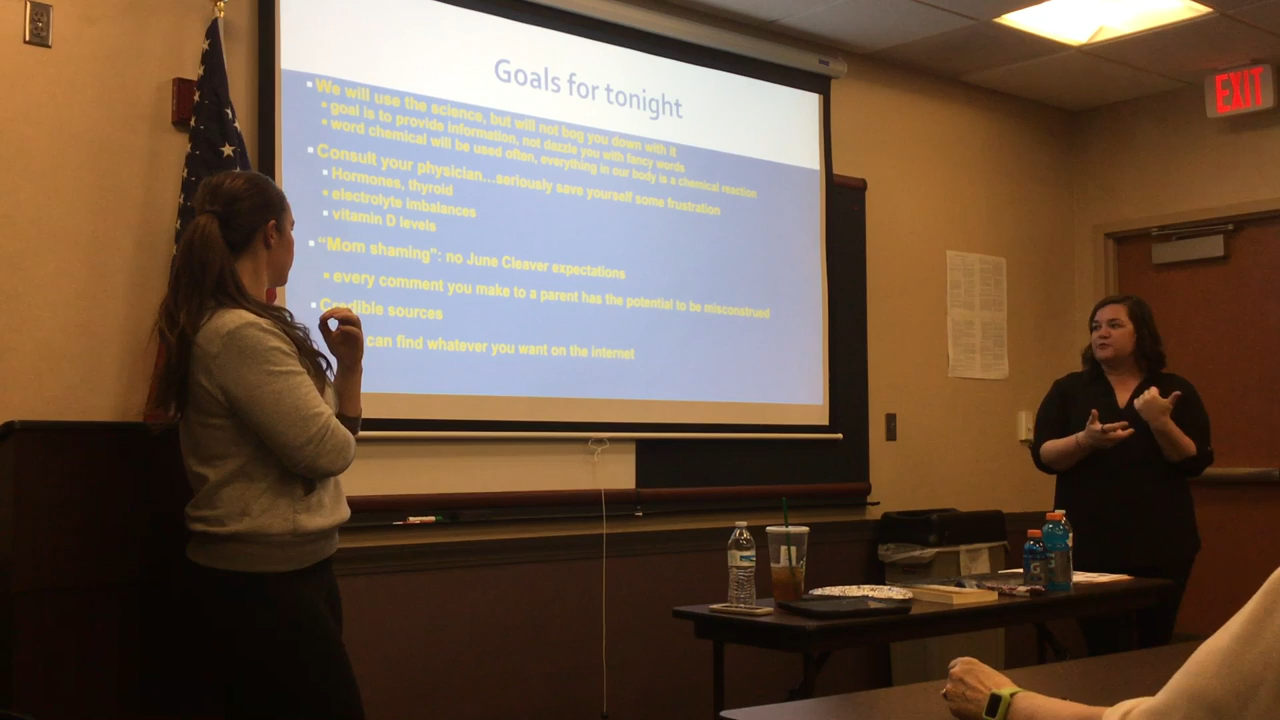 Goals for tonight
We will use the science, but will not bog you down with it
goal is to provide information, not dazzle you with fancy words
word chemical will be used often, everything in our body is a chemical reaction
Consult your physician...seriously save yourself some frustration
Hormones, thyroid
electrolyte imbalances
vitamin D levels
“Mom shaming”: no June Cleaver expectations
every comment you make to a parent has the potential to be misconstrued
Credible sources
can find whatever you want on the internet
EXIT
G